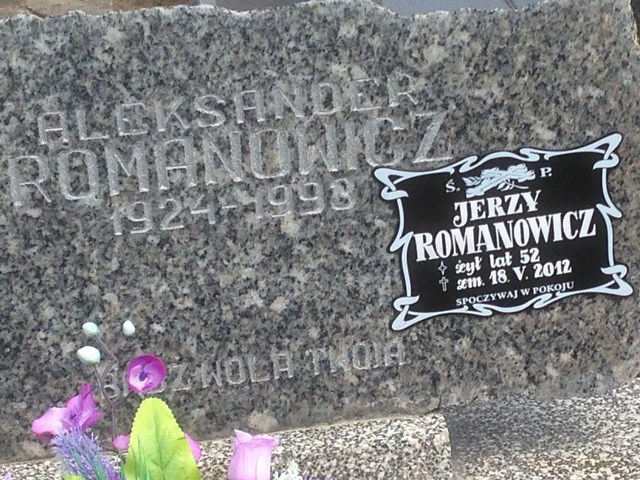 ALEKSANDER
ROMANOWICZ
1924-1998
Ś. P.
JERZY
ROMANOWICZ
żył lat 52
zm. 18. V. 2012
SPOCZYWAJ W POKOJU
WOLA TWOJA